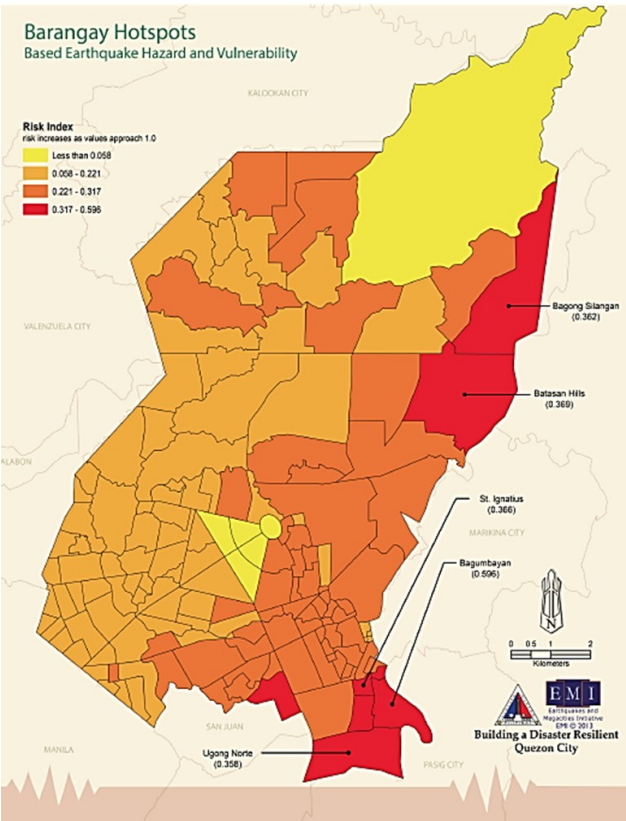 Barangay Hotspots
Based Earthquake Hazard and Vulnerability
KALOOKAN CITY
Risk Index
risk increases as values approach 1.0
Less than 0.058
0.058 - 0.221
0.221 - 0.317
0.317 - 0.596
Bagong Silangan
(0.362)
VALENZUELA CITY
Batasan Hills
(0.369)
ALABON
St. Ignatius
(0.366)
MARIKINA CITY
Bagumbayan
(0.596)
N
0 0.5 1 2
Kilometers
EMI
Earthquakes and
Megacities Initiative
EMI © 2013
Building a Disaster Resilient
Quezon City
SAN JUAN
MANILA
Ugong Norte
(0.358)
PASIG CITY